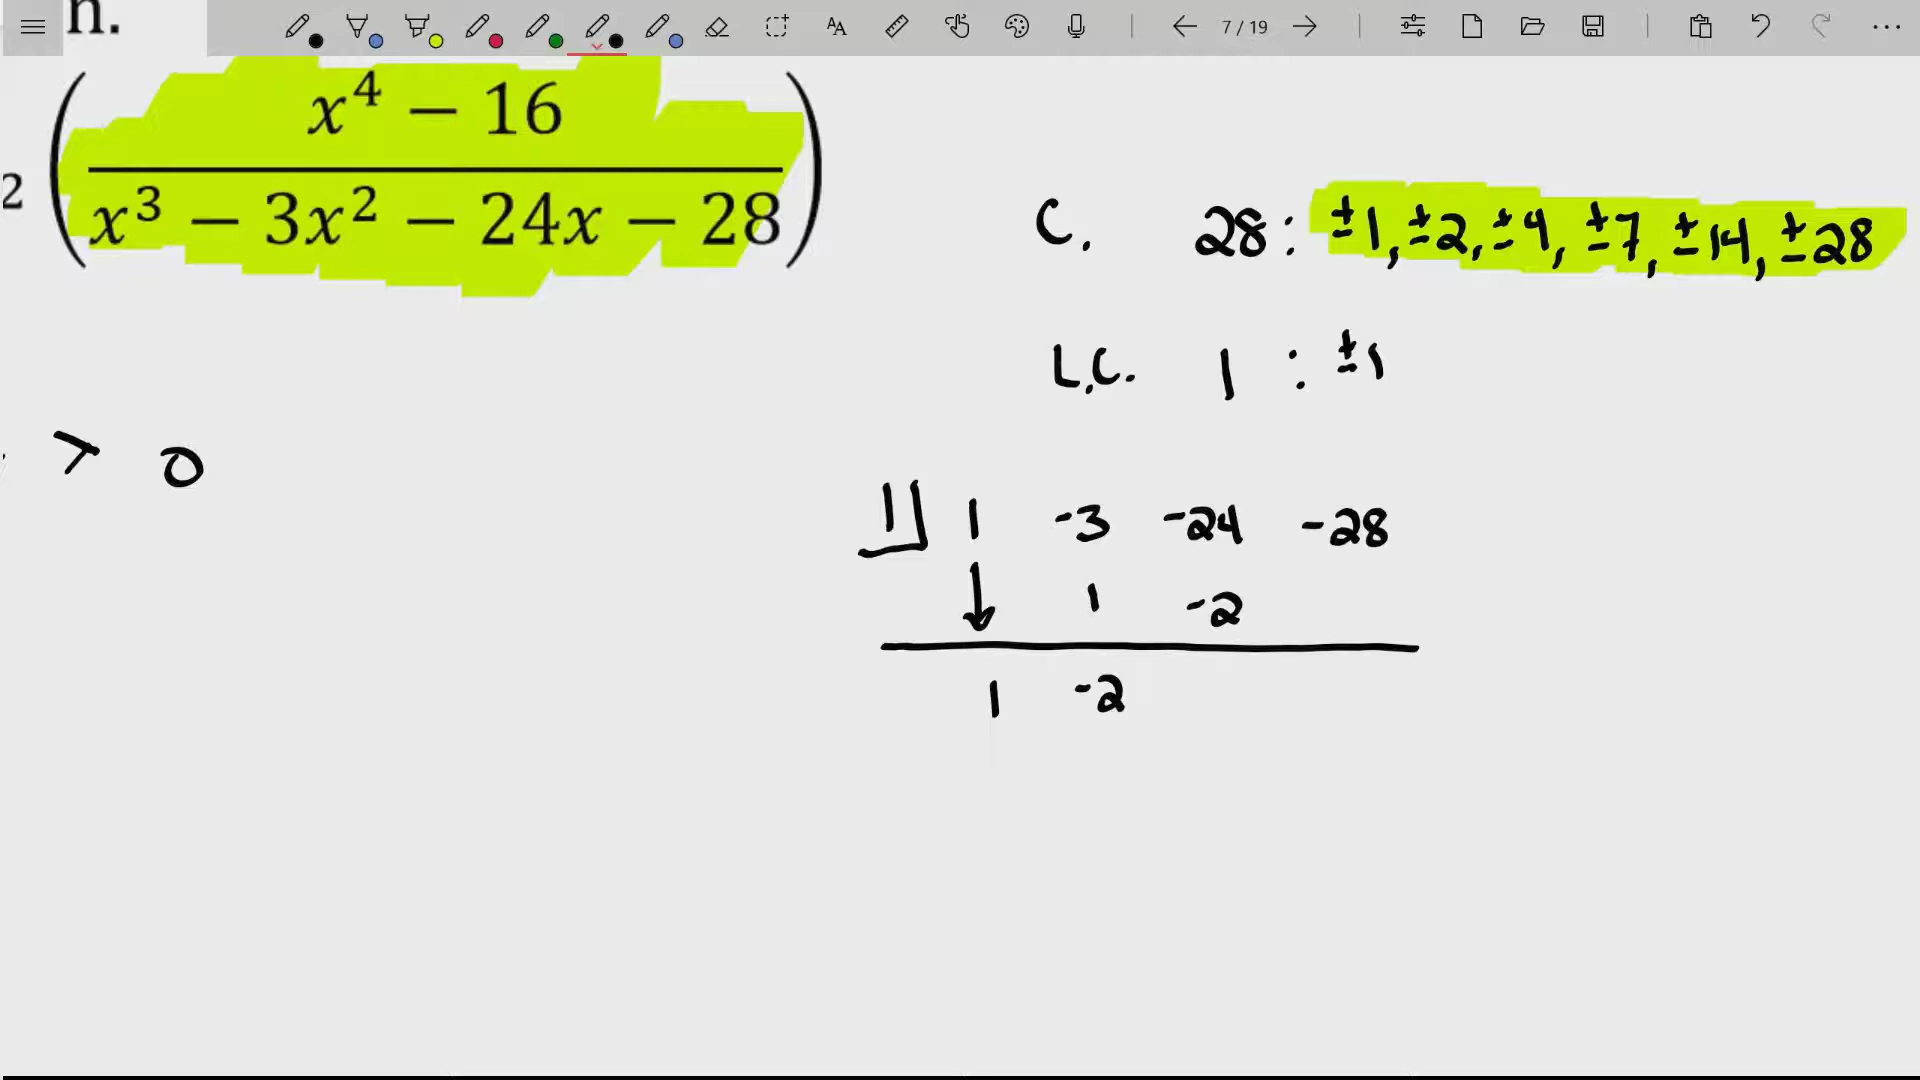 n.
7 / 19
2 ( x⁴ − 16
x³ − 3x² − 24x − 28 )
C. 28: ±1, ±2, ±4, ±7, ±14, ±28
L.C. 1 : ±1
> 0
1 1 -3 -24 -28
1 -2
1 -2